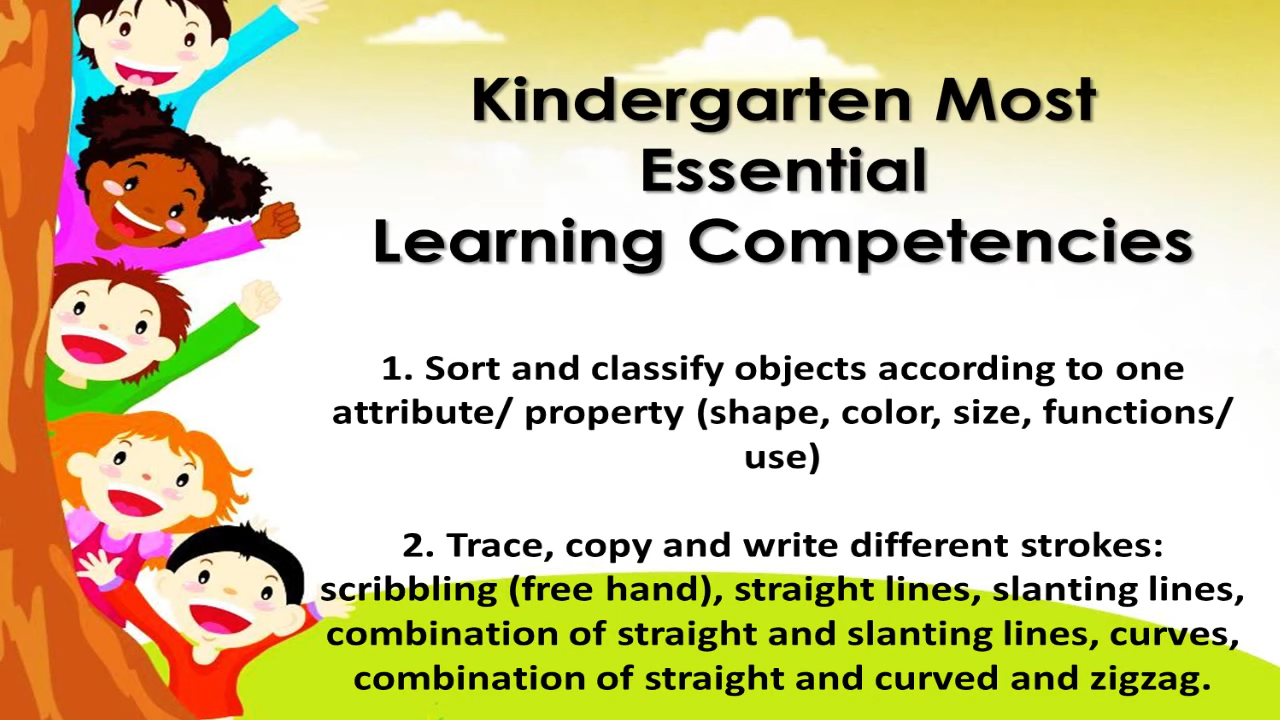 Kindergarten Most
Essential
Learning Competencies
1. Sort and classify objects according to one
attribute/ property (shape, color, size, functions/
use)
2. Trace, copy and write different strokes:
scribbling (free hand), straight lines, slanting lines,
combination of straight and slanting lines, curves,
combination of straight and curved and zigzag.